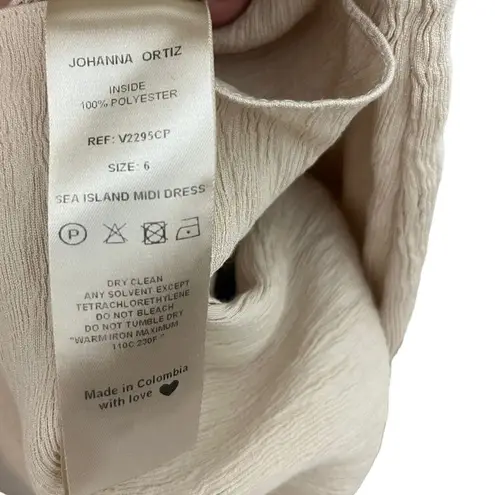 JOHANNA ORTIZ
INSIDE
100% POLYESTER
REF: V2295CP
SIZE: 6
SEA ISLAND MIDI DRESS
P
DRY CLEAN
ANY SOLVENT EXCEPT
TETRACHLORETHYLENE
DO NOT BLEACH
DO NOT TUMBLE DRY
"WARM IRON MAXIMUM
110C 230F "
Made in Colombia
with love